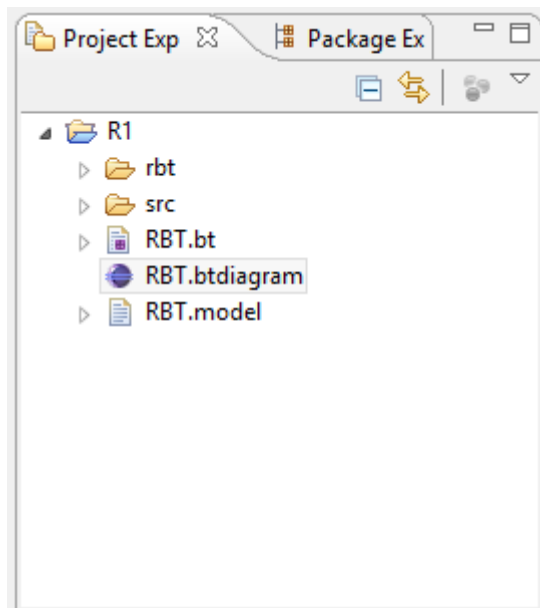 Project Exp Package Ex
R1
rbt
src
RBT.bt
RBT.btdiagram
RBT.model